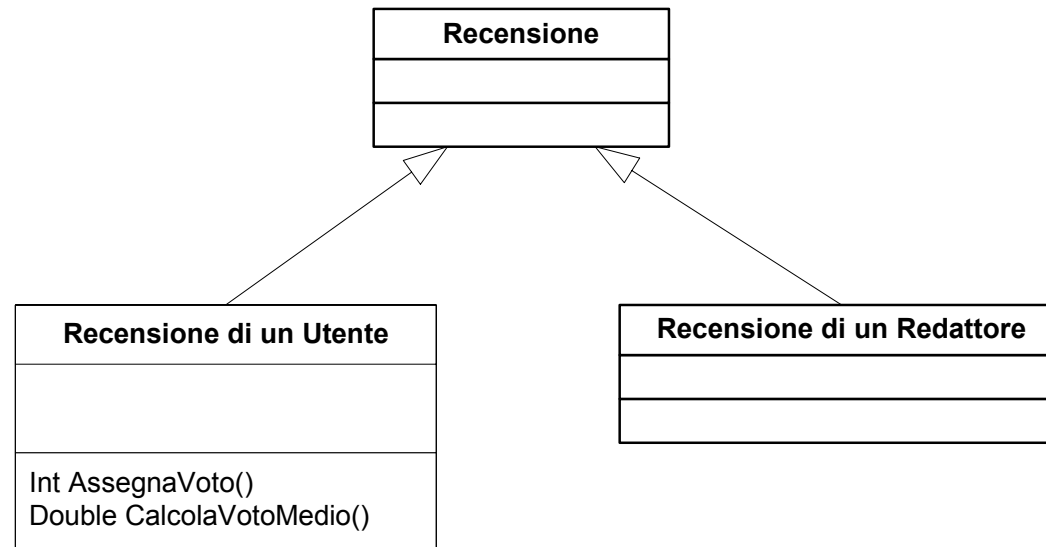 Recensione
Recensione di un Utente
Recensione di un Redattore
Int AssegnaVoto()
Double CalcolaVotoMedio()